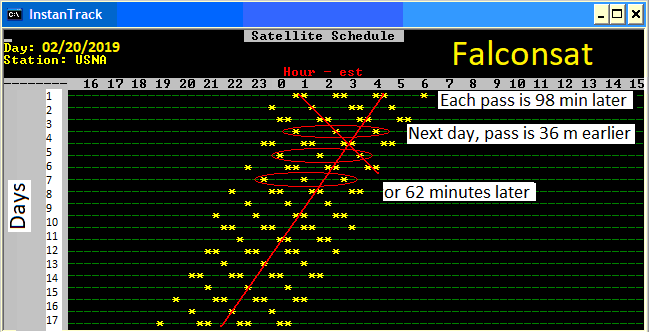 InstanTrack
Satellite Schedule
Day: 02/20/2019
Station: USNA
Falconsat
Hour - est
-------- 16 17 18 19 20 21 22 23 0 1 2 3 4 5 6 7 8 9 10 11 12 13 14 15
1
Each pass is 98 min later
2
3
Next day, pass is 36 m earlier
4
5
6
7
or 62 minutes later
8
9
10
11
12
13
14
15
16
17
Days